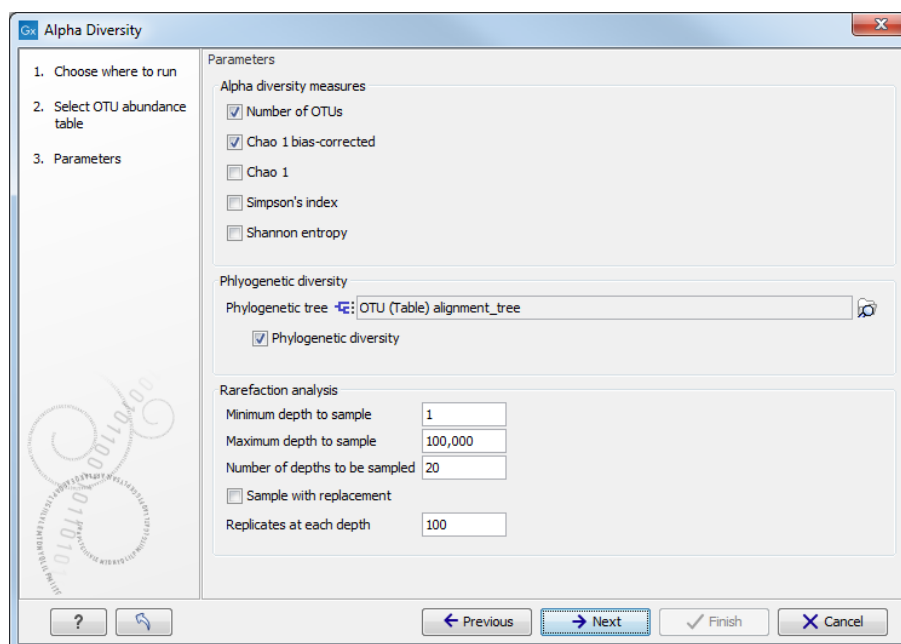 Gx Alpha Diversity
1. Choose where to run
2. Select OTU abundance
table
3. Parameters
Parameters
Alpha diversity measures
Number of OTUs
Chao 1 bias-corrected
Chao 1
Simpson's index
Shannon entropy
Phlyogenetic diversity
Phylogenetic tree OTU (Table) alignment_tree
Phylogenetic diversity
Rarefaction analysis
Minimum depth to sample 1
Maximum depth to sample 100,000
Number of depths to be sampled 20
Sample with replacement
Replicates at each depth 100
? Previous Next Finish Cancel